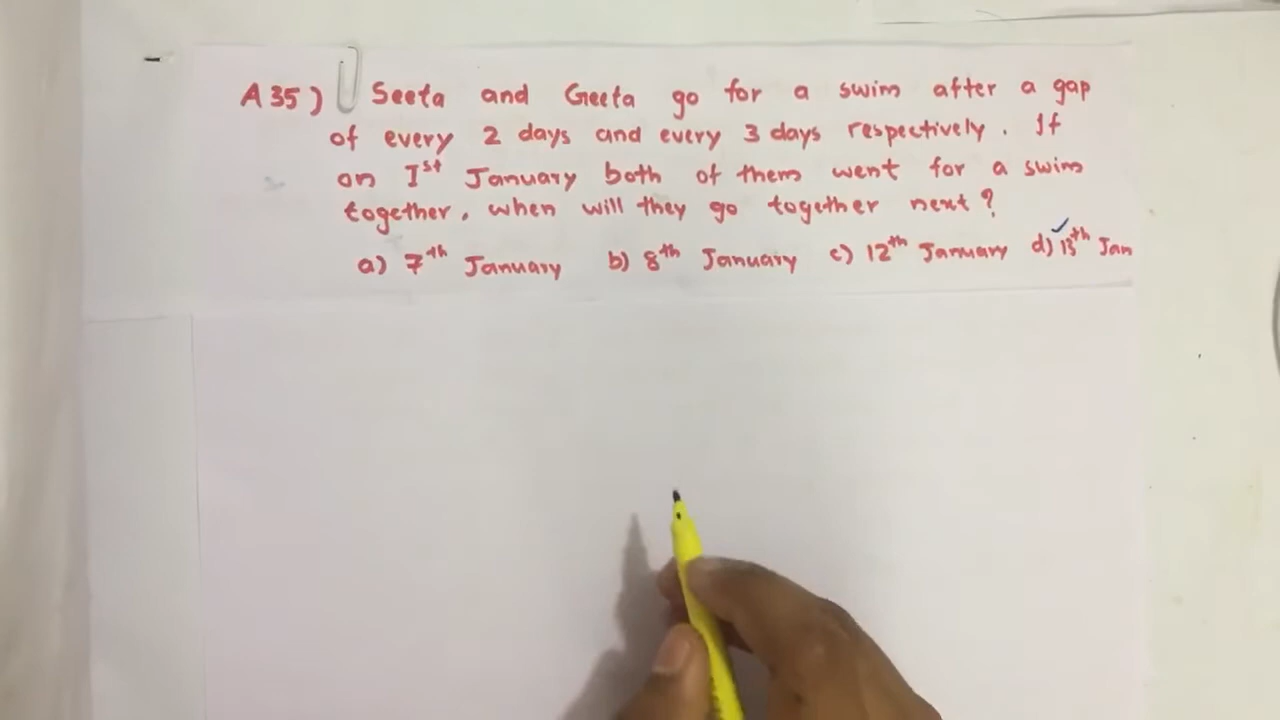 A35) Seeta and Geeta go for a swim after a gap
of every 2 days and every 3 days respectively. If
on Ist January both of them went for a swim
together, when will they go together next?
a) 7th January b) 8th January c) 12th January d) 13th Jan